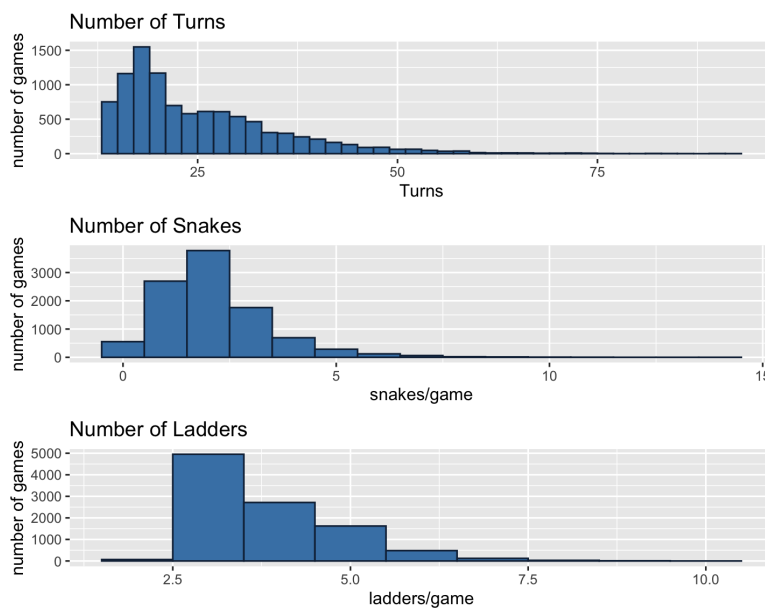 Number of Turns
number of games
1500
1000
500
0
25 50 75
Turns
Number of Snakes
number of games
3000
2000
1000
0
0 5 10 15
snakes/game
Number of Ladders
number of games
5000
4000
3000
2000
1000
0
2.5 5.0 7.5 10.0
ladders/game